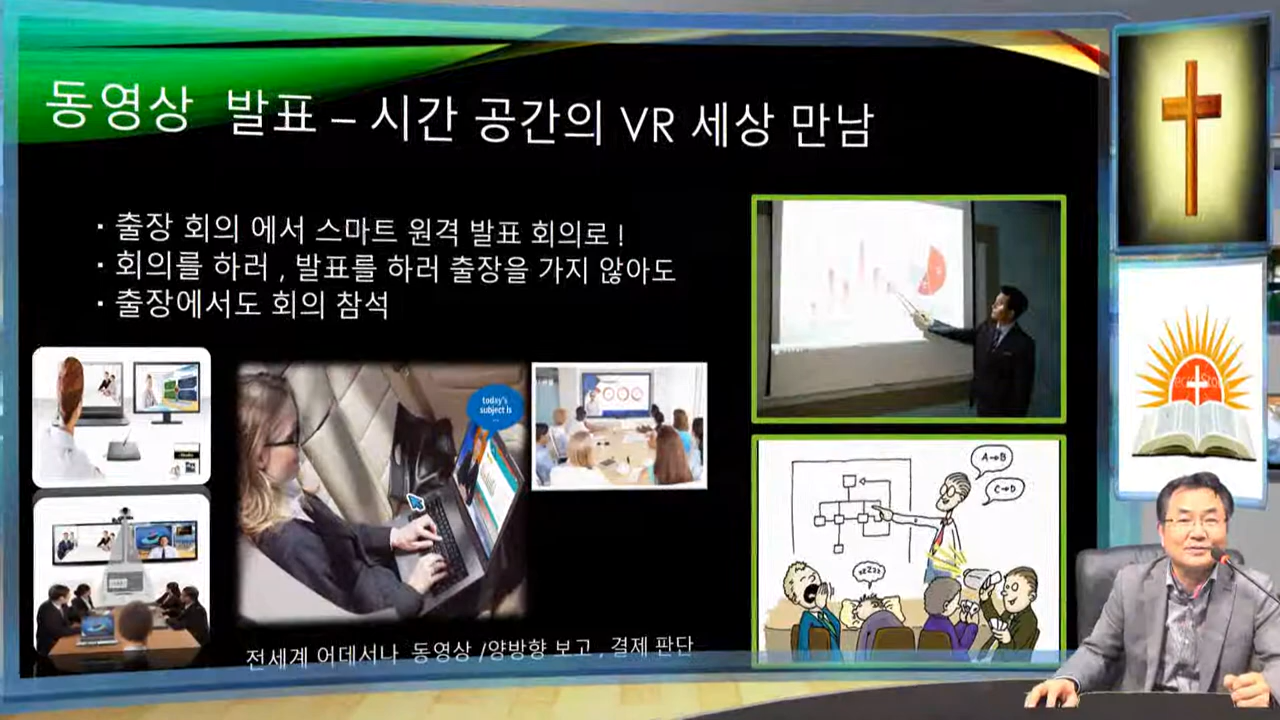 동영상 발표 – 시간 공간의 VR 세상 만남
· 출장 회의 에서 스마트 원격 발표 회의로 !
· 회의를 하러 , 발표를 하러 출장을 가지 않아도
· 출장에서도 회의 참석
today's
subject is
..
A→B
C→D
zzZZz
전세계 어데서나 동영상 /양방향 보고 , 결제 판단